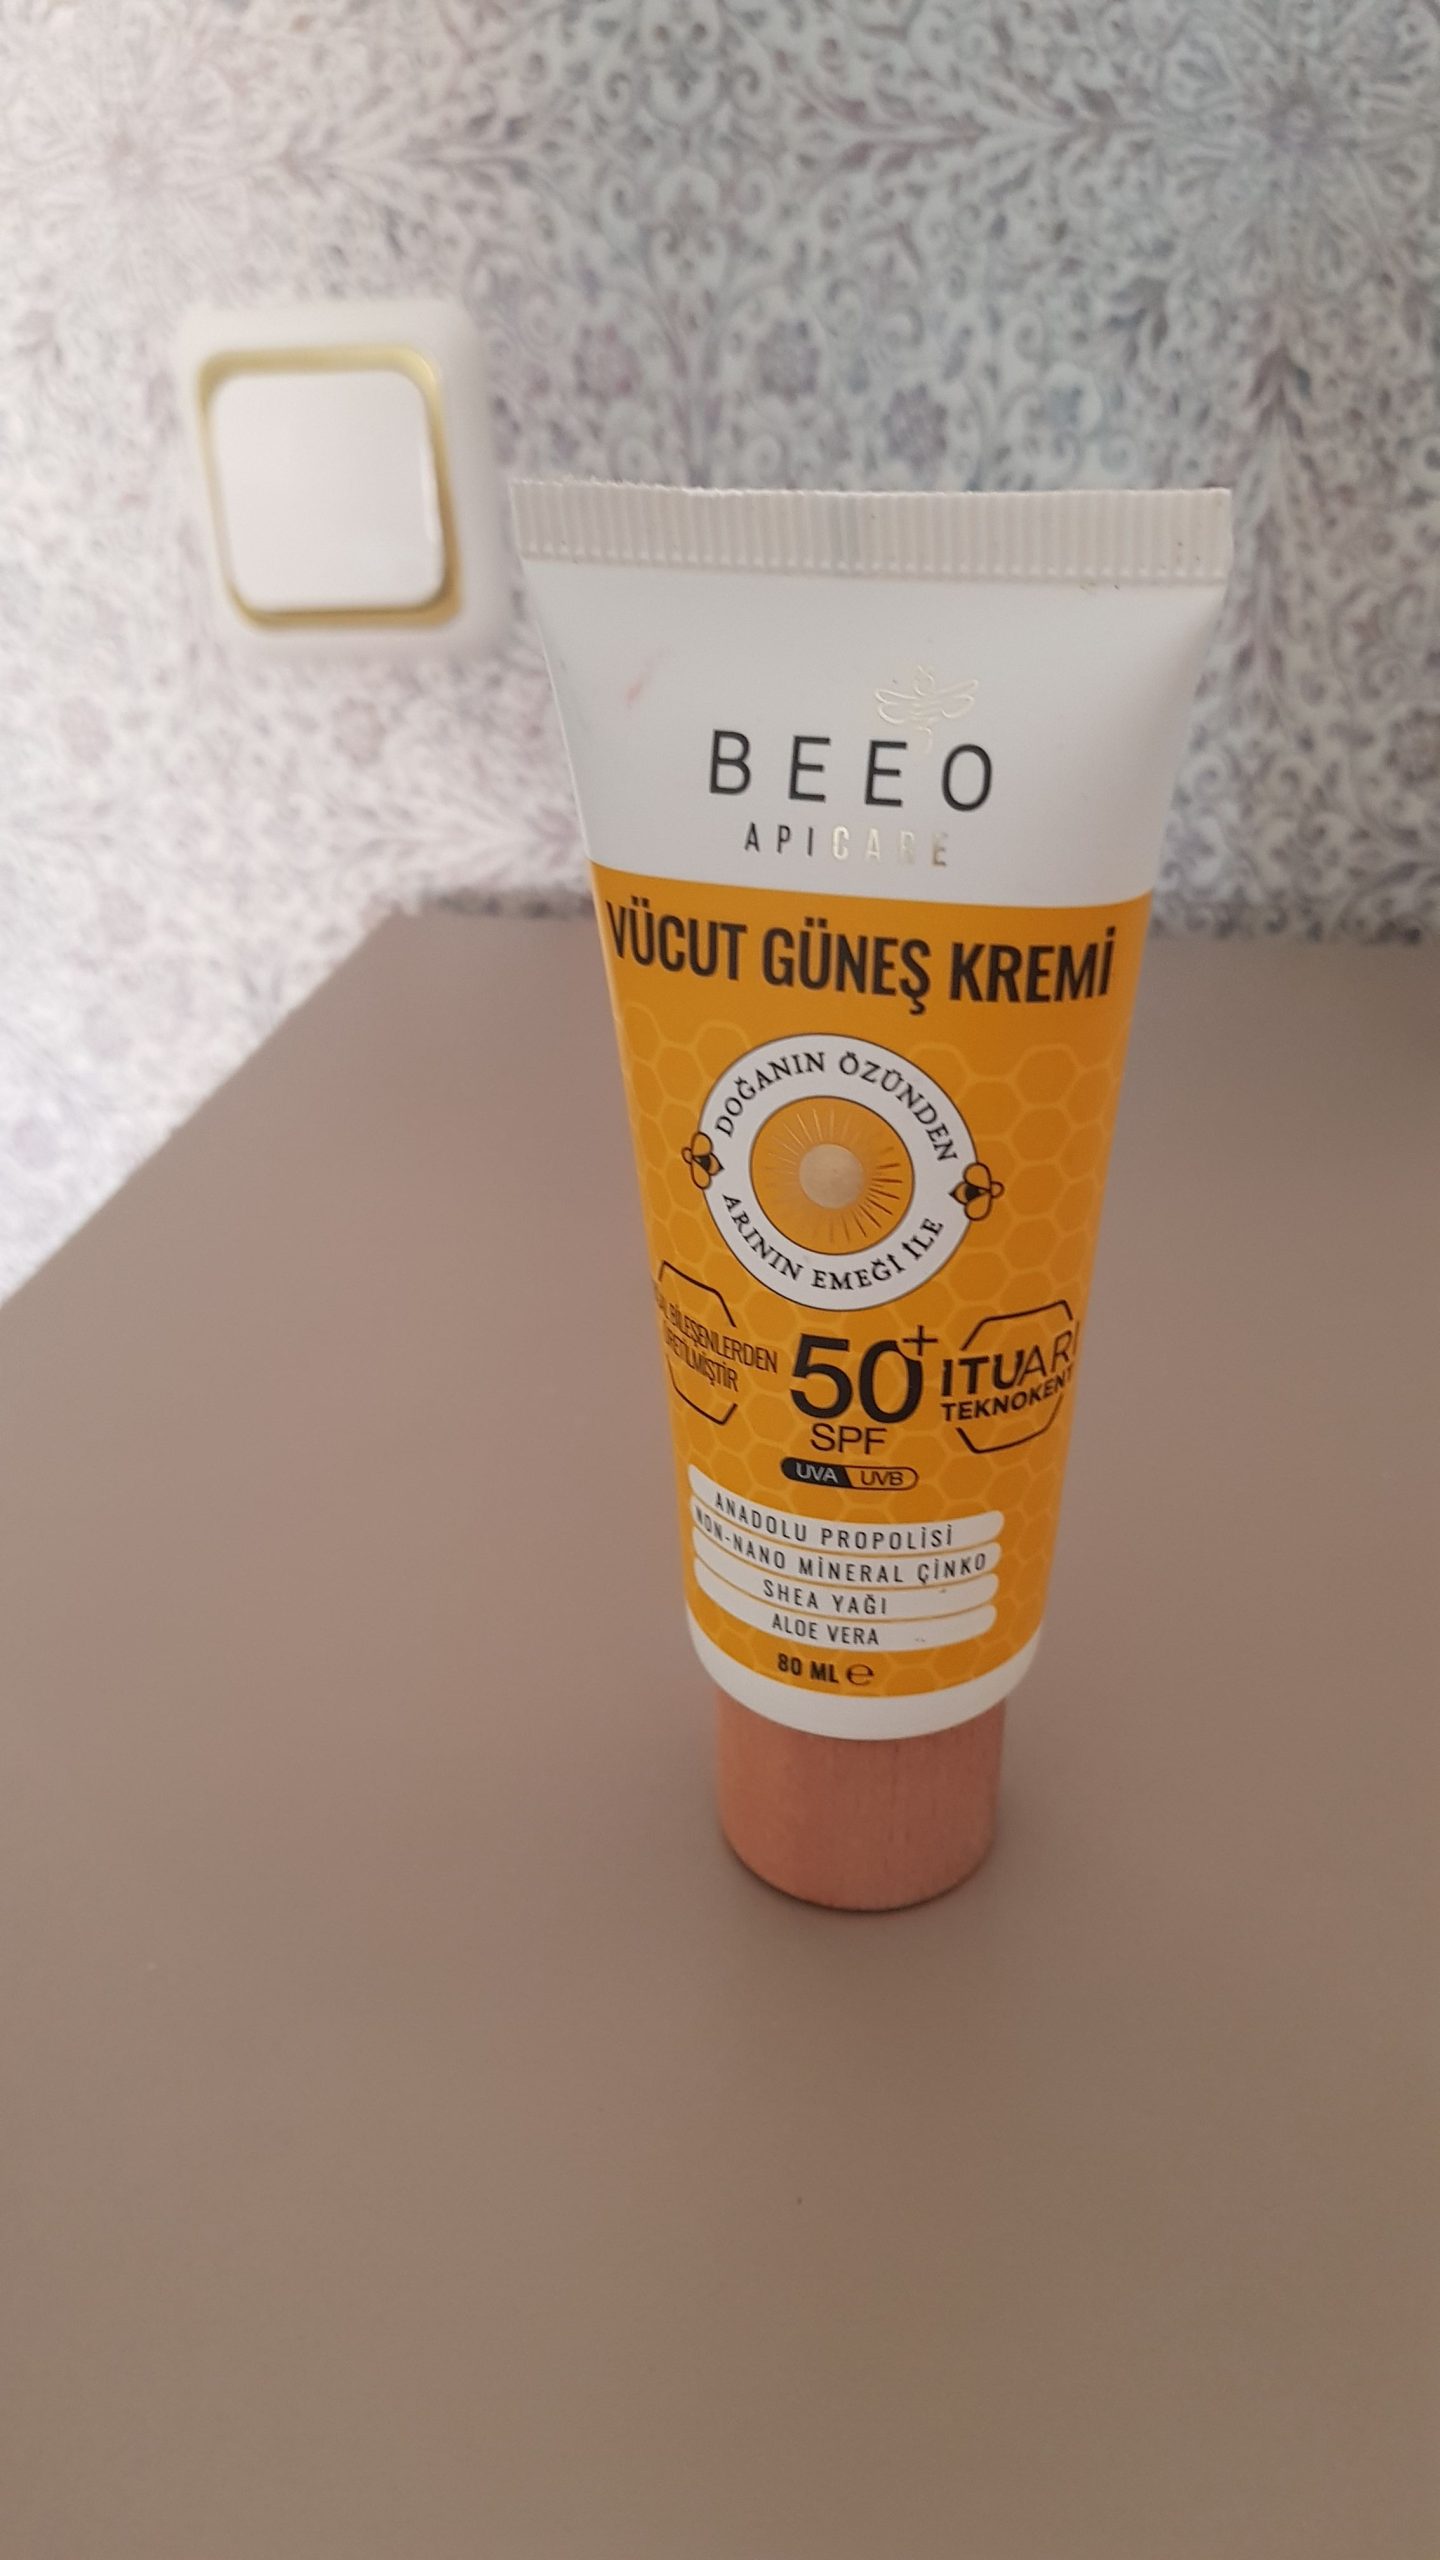 BEEO
APICARE
VÜCUT GÜNEŞ KREMİ
DOĞANIN ÖZÜNDEN
ARININ EMEĞİ İLE
BİLEŞENLERDEN
ÜRETİLMİŞTİR
50+
SPF
UVA UVB
ITUARI
TEKNOKENT
ANADOLU PROPOLİSİ
NON-NANO MİNERAL ÇİNKO
SHEA YAĞI
ALOE VERA
80 ML ℮